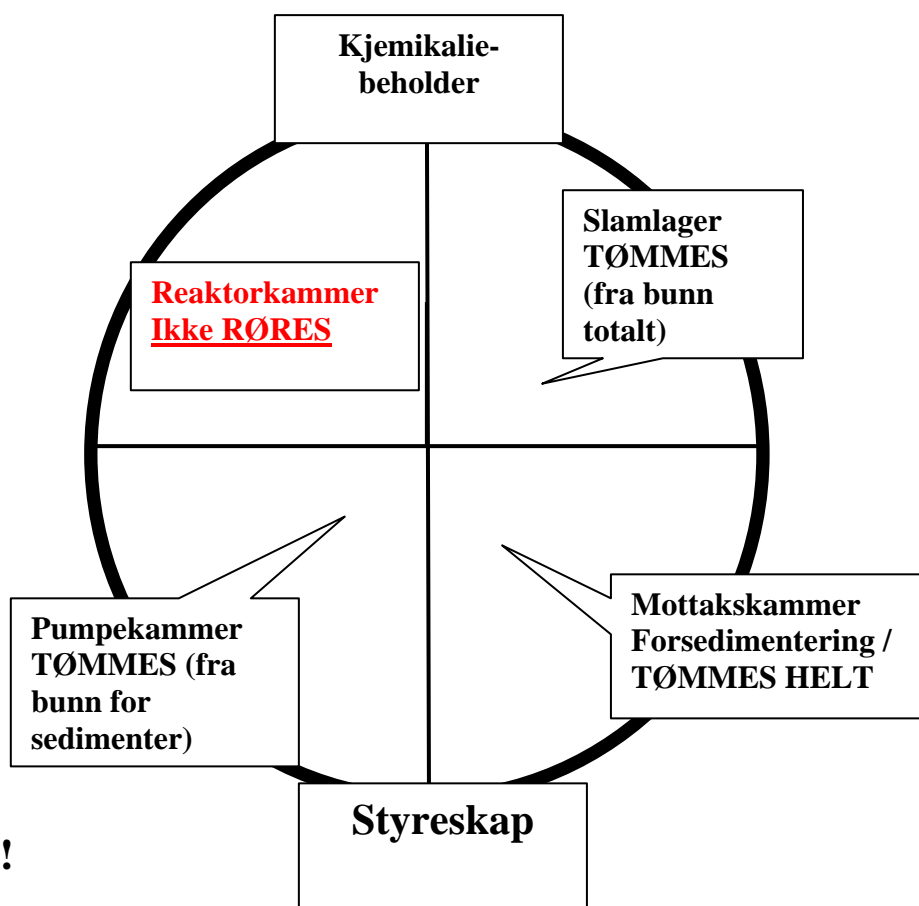 Kjemikalie-
beholder
Slamlager
TØMMES
(fra bunn
totalt)
Reaktorkammer
Ikke RØRES
Pumpekammer
TØMMES (fra
bunn for
sedimenter)
Mottakskammer
Forsedimentering /
TØMMES HELT
Styreskap
!